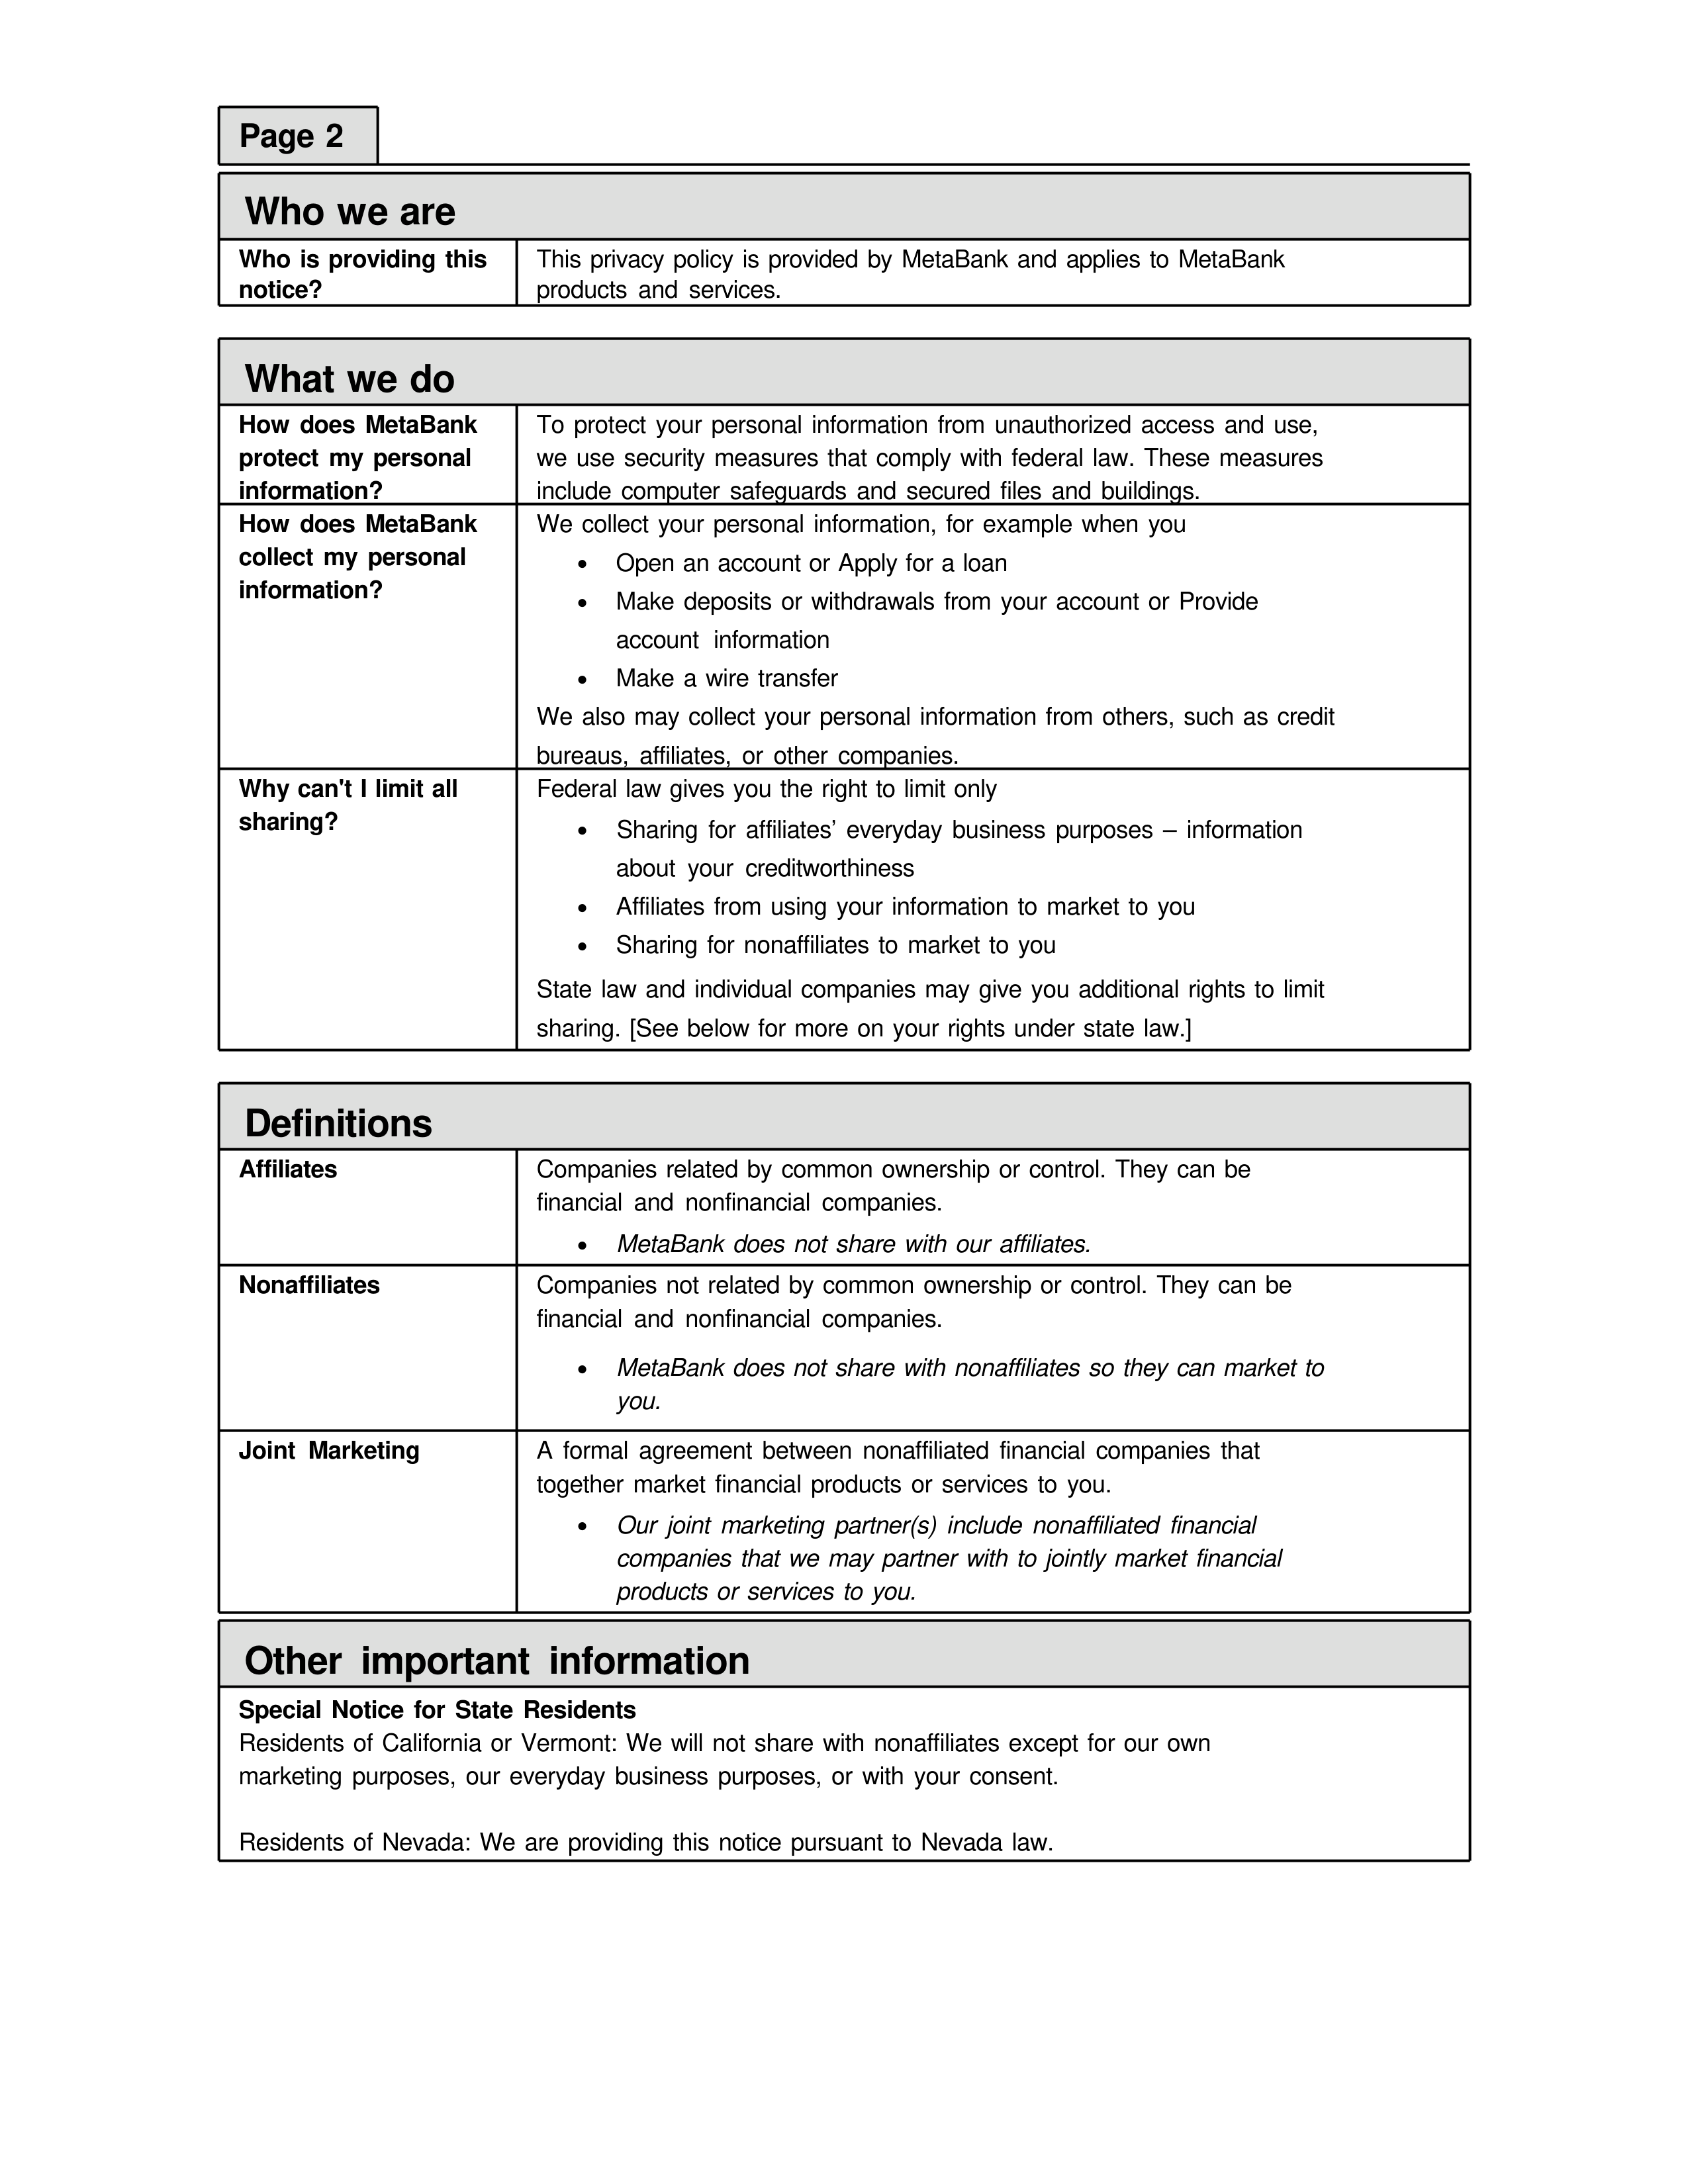 Page 2
Who we are
Who is providing this
notice?
This privacy policy is provided by MetaBank and applies to MetaBank
products and services.
What we do
How does MetaBank
protect my personal
information?
To protect your personal information from unauthorized access and use,
we use security measures that comply with federal law. These measures
include computer safeguards and secured files and buildings.
How does MetaBank
collect my personal
information?
We collect your personal information, for example when you
• Open an account or Apply for a loan
• Make deposits or withdrawals from your account or Provide
account information
• Make a wire transfer
We also may collect your personal information from others, such as credit
bureaus, affiliates, or other companies.
Why can't I limit all
sharing?
Federal law gives you the right to limit only
• Sharing for affiliates’ everyday business purposes – information
about your creditworthiness
• Affiliates from using your information to market to you
• Sharing for nonaffiliates to market to you
State law and individual companies may give you additional rights to limit
sharing. [See below for more on your rights under state law.]
Definitions
Affiliates
Companies related by common ownership or control. They can be
financial and nonfinancial companies.
• MetaBank does not share with our affiliates.
Nonaffiliates
Companies not related by common ownership or control. They can be
financial and nonfinancial companies.
• MetaBank does not share with nonaffiliates so they can market to
you.
Joint Marketing
A formal agreement between nonaffiliated financial companies that
together market financial products or services to you.
• Our joint marketing partner(s) include nonaffiliated financial
companies that we may partner with to jointly market financial
products or services to you.
Other important information
Special Notice for State Residents
Residents of California or Vermont: We will not share with nonaffiliates except for our own
marketing purposes, our everyday business purposes, or with your consent.
Residents of Nevada: We are providing this notice pursuant to Nevada law.